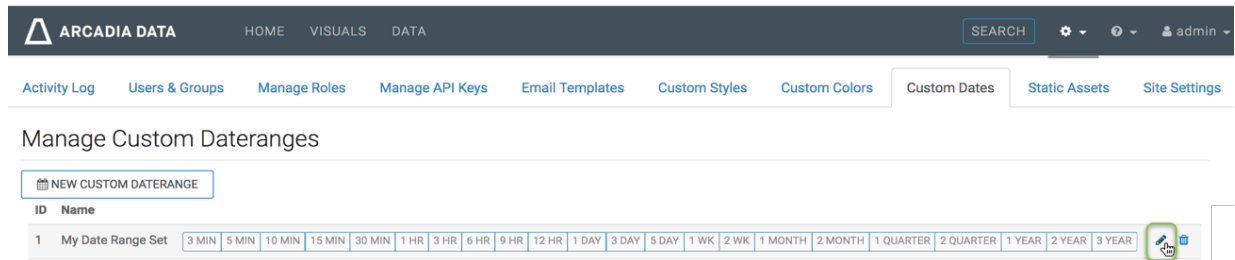 ARCADIA DATA HOME VISUALS DATA SEARCH admin
Activity Log Users & Groups Manage Roles Manage API Keys Email Templates Custom Styles Custom Colors Custom Dates Static Assets Site Settings
Manage Custom Dateranges
NEW CUSTOM DATERANGE
ID Name
1 My Date Range Set 3 MIN 5 MIN 10 MIN 15 MIN 30 MIN 1 HR 3 HR 6 HR 9 HR 12 HR 1 DAY 3 DAY 5 DAY 1 WK 2 WK 1 MONTH 2 MONTH 1 QUARTER 2 QUARTER 1 YEAR 2 YEAR 3 YEAR